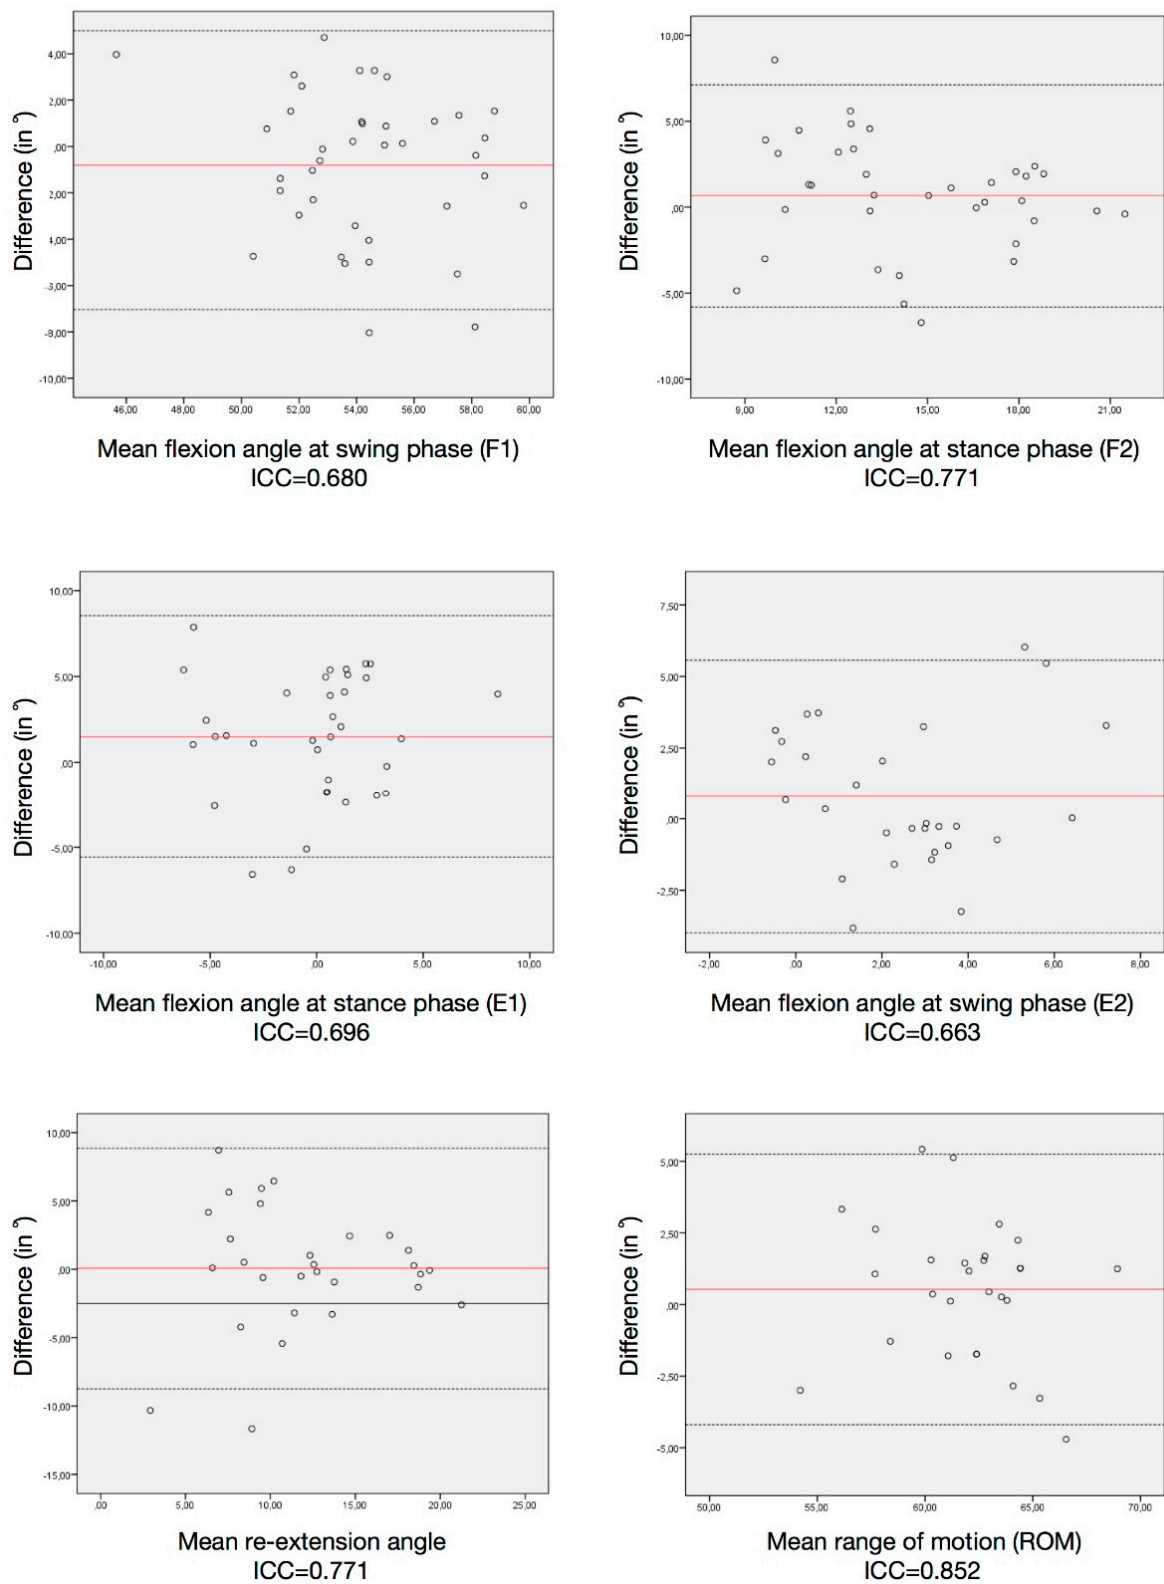 4,00
2,00
,00
2,00
4,00
-3,00
-8,00
-10,00
Difference (in °)
46,00 48,00 50,00 52,00 54,00 56,00 58,00 60,00
Mean flexion angle at swing phase (F1)
ICC=0.680
10,00
5,00
,00
-5,00
-10,00
Difference (in °)
9,00 12,00 15,00 18,00 21,00
Mean flexion angle at stance phase (F2)
ICC=0.771
10,00
5,00
,00
-5,00
-10,00
Difference (in °)
-10,00 -5,00 ,00 5,00 10,00
Mean flexion angle at stance phase (E1)
ICC=0.696
7,50
5,00
2,50
,00
-2,50
Difference (in °)
-2,00 ,00 2,00 4,00 6,00 8,00
Mean flexion angle at swing phase (E2)
ICC=0.663
10,00
5,00
,00
-5,00
-10,00
-15,00
Difference (in °)
,00 5,00 10,00 15,00 20,00 25,00
Mean re-extension angle
ICC=0.771
5,00
2,50
,00
-2,50
-5,00
Difference (in °)
50,00 55,00 60,00 65,00 70,00
Mean range of motion (ROM)
ICC=0.852